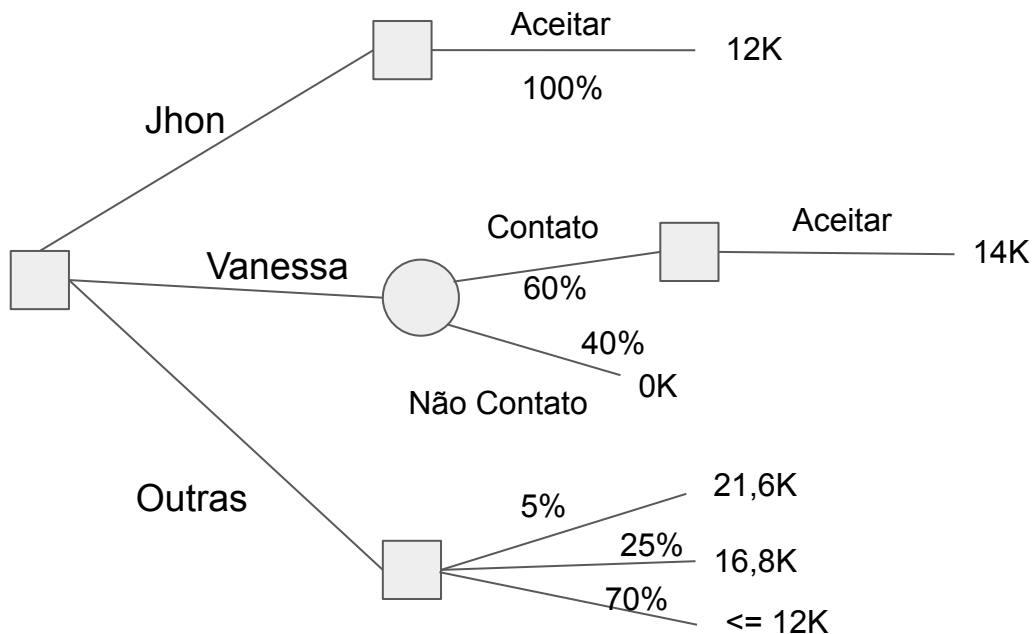 Aceitar
12K
100%
Jhon
Contato
Aceitar
14K
Vanessa
60%
40%
0K
Não Contato
Outras
5%
21,6K
25%
16,8K
70%
<= 12K